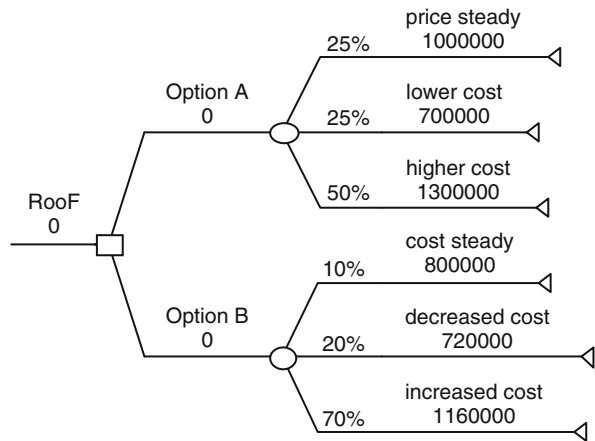 price steady
25% 1000000
Option A
0
lower cost
25% 700000
higher cost
50% 1300000
RooF
0
cost steady
10% 800000
Option B
0
decreased cost
20% 720000
increased cost
70% 1160000